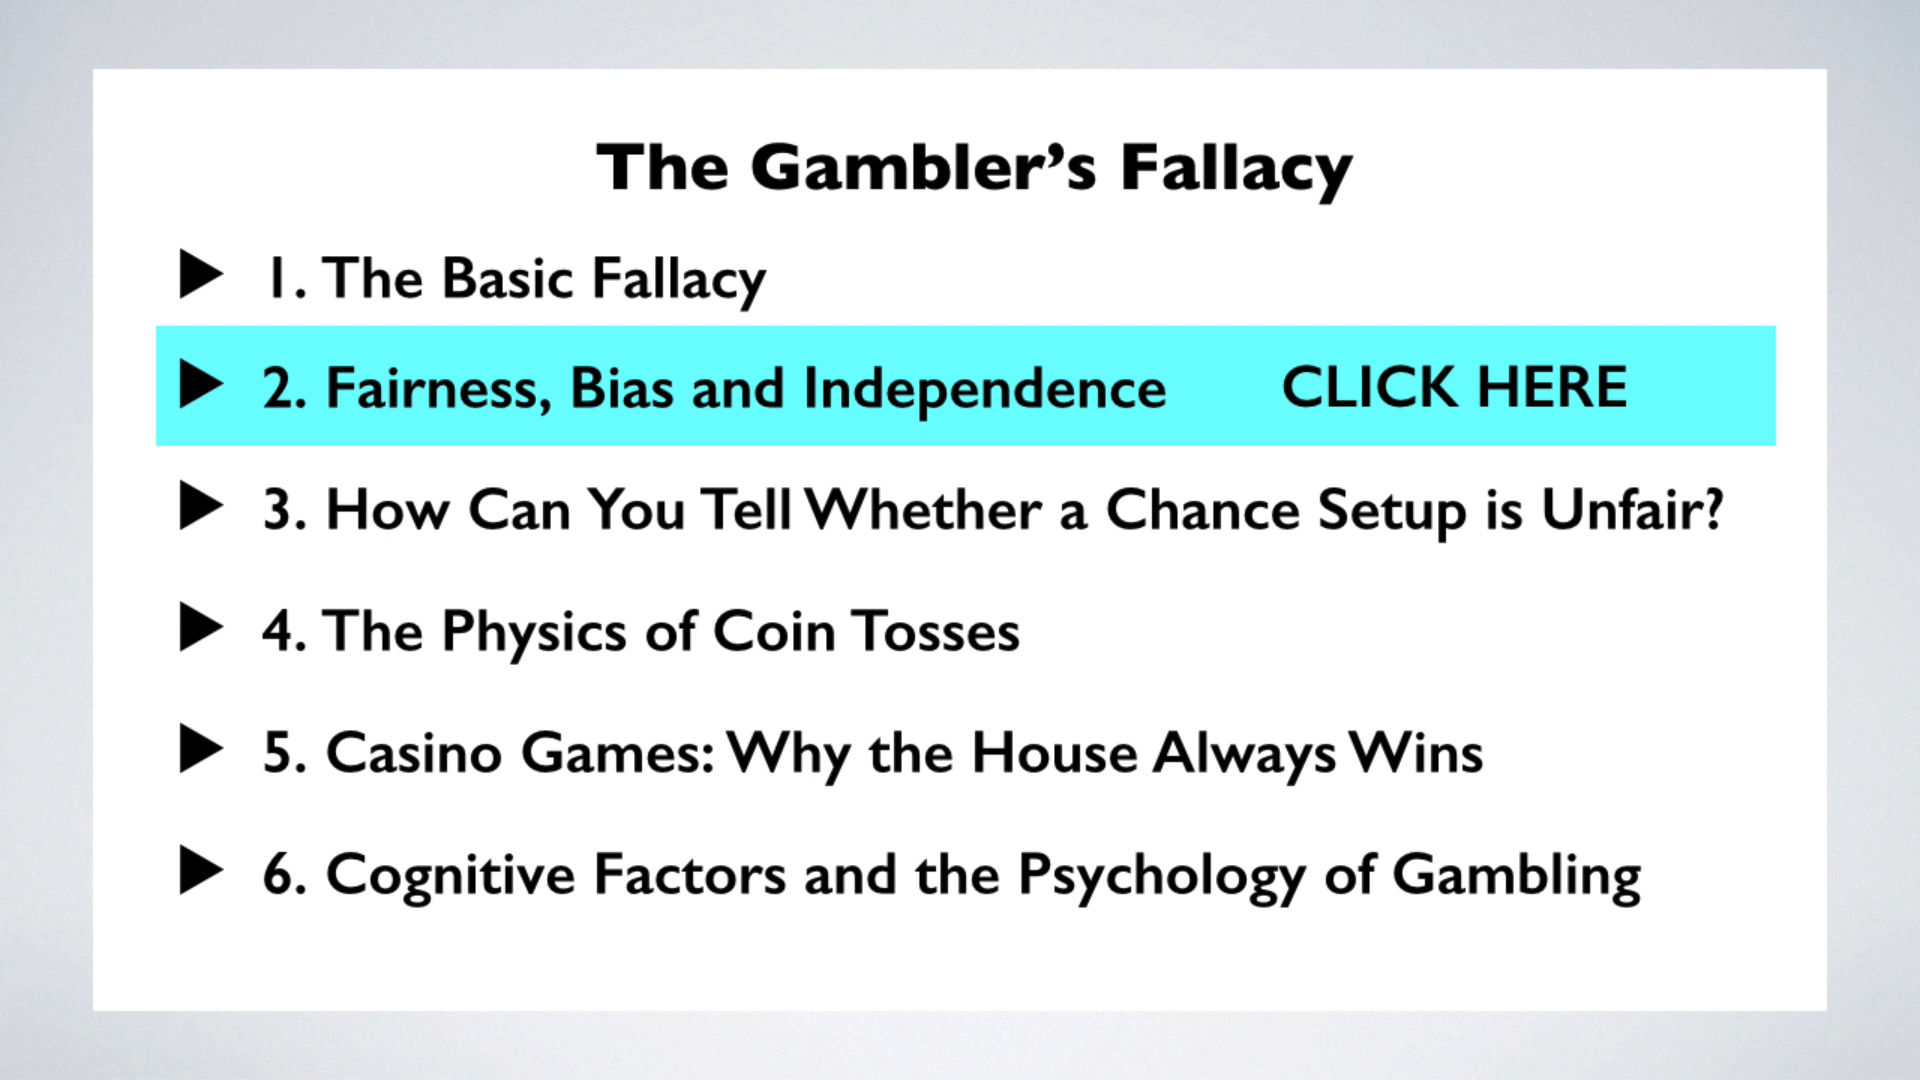 The Gambler’s Fallacy
▶ 1. The Basic Fallacy
▶ 2. Fairness, Bias and Independence CLICK HERE
▶ 3. How Can You Tell Whether a Chance Setup is Unfair?
▶ 4. The Physics of Coin Tosses
▶ 5. Casino Games: Why the House Always Wins
▶ 6. Cognitive Factors and the Psychology of Gambling